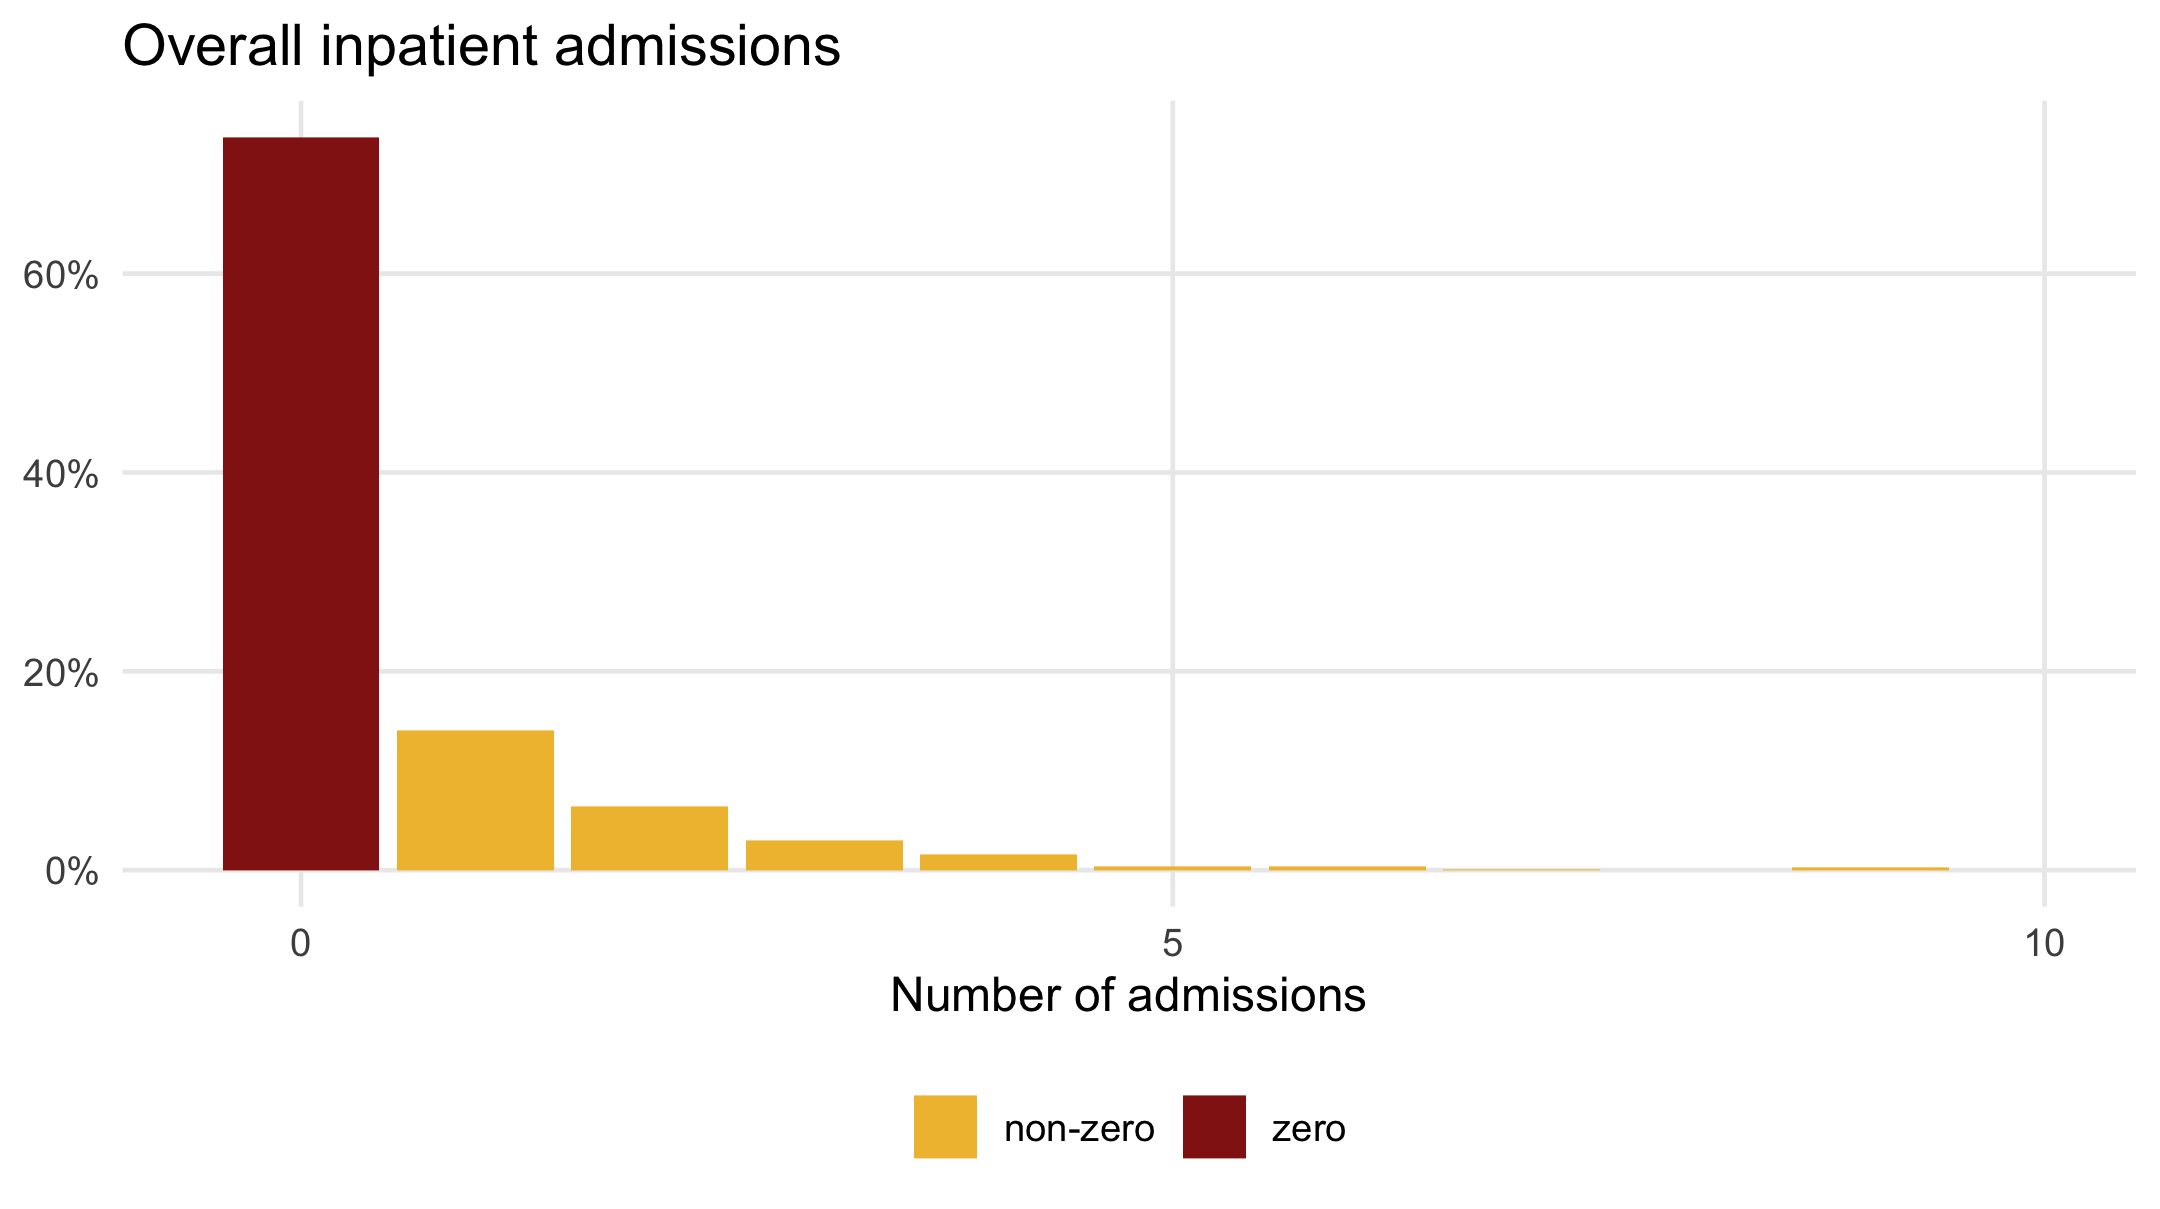 Overall inpatient admissions
60%
40%
20%
0%
0 5 10
Number of admissions
non-zero zero